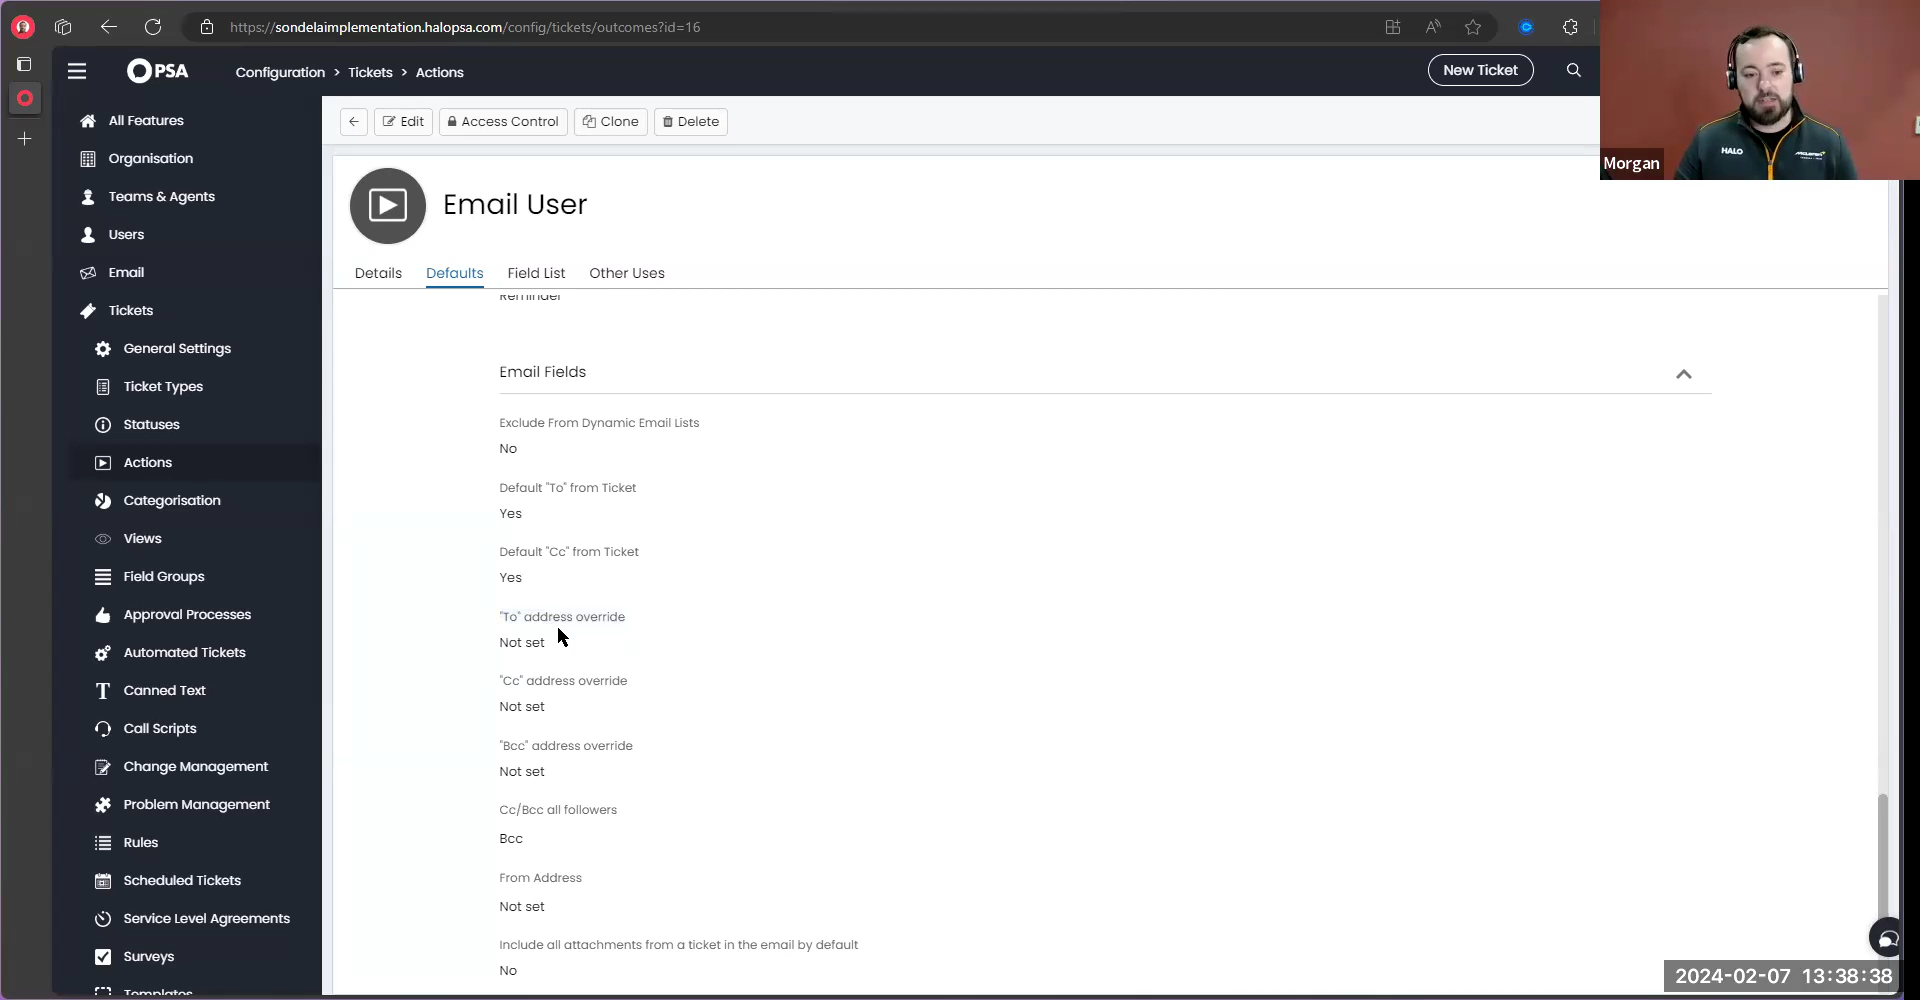 https://sondelaimplementation.halopsa.com/config/tickets/outcomes?id=16
PSA
Configuration > Tickets > Actions
New Ticket
All Features
Organisation
Teams & Agents
Users
Email
Tickets
General Settings
Ticket Types
Statuses
Actions
Categorisation
Views
Field Groups
Approval Processes
Automated Tickets
Canned Text
Call Scripts
Change Management
Problem Management
Rules
Scheduled Tickets
Service Level Agreements
Surveys
Templates
Edit
Access Control
Clone
Delete
Email User
Details
Defaults
Field List
Other Uses
Reminder
Email Fields
Exclude From Dynamic Email Lists
No
Default "To" from Ticket
Yes
Default "Cc" from Ticket
Yes
"To" address override
Not set
"Cc" address override
Not set
"Bcc" address override
Not set
Cc/Bcc all followers
Bcc
From Address
Not set
Include all attachments from a ticket in the email by default
No
HALO
Morgan
2024-02-07 13:38:38